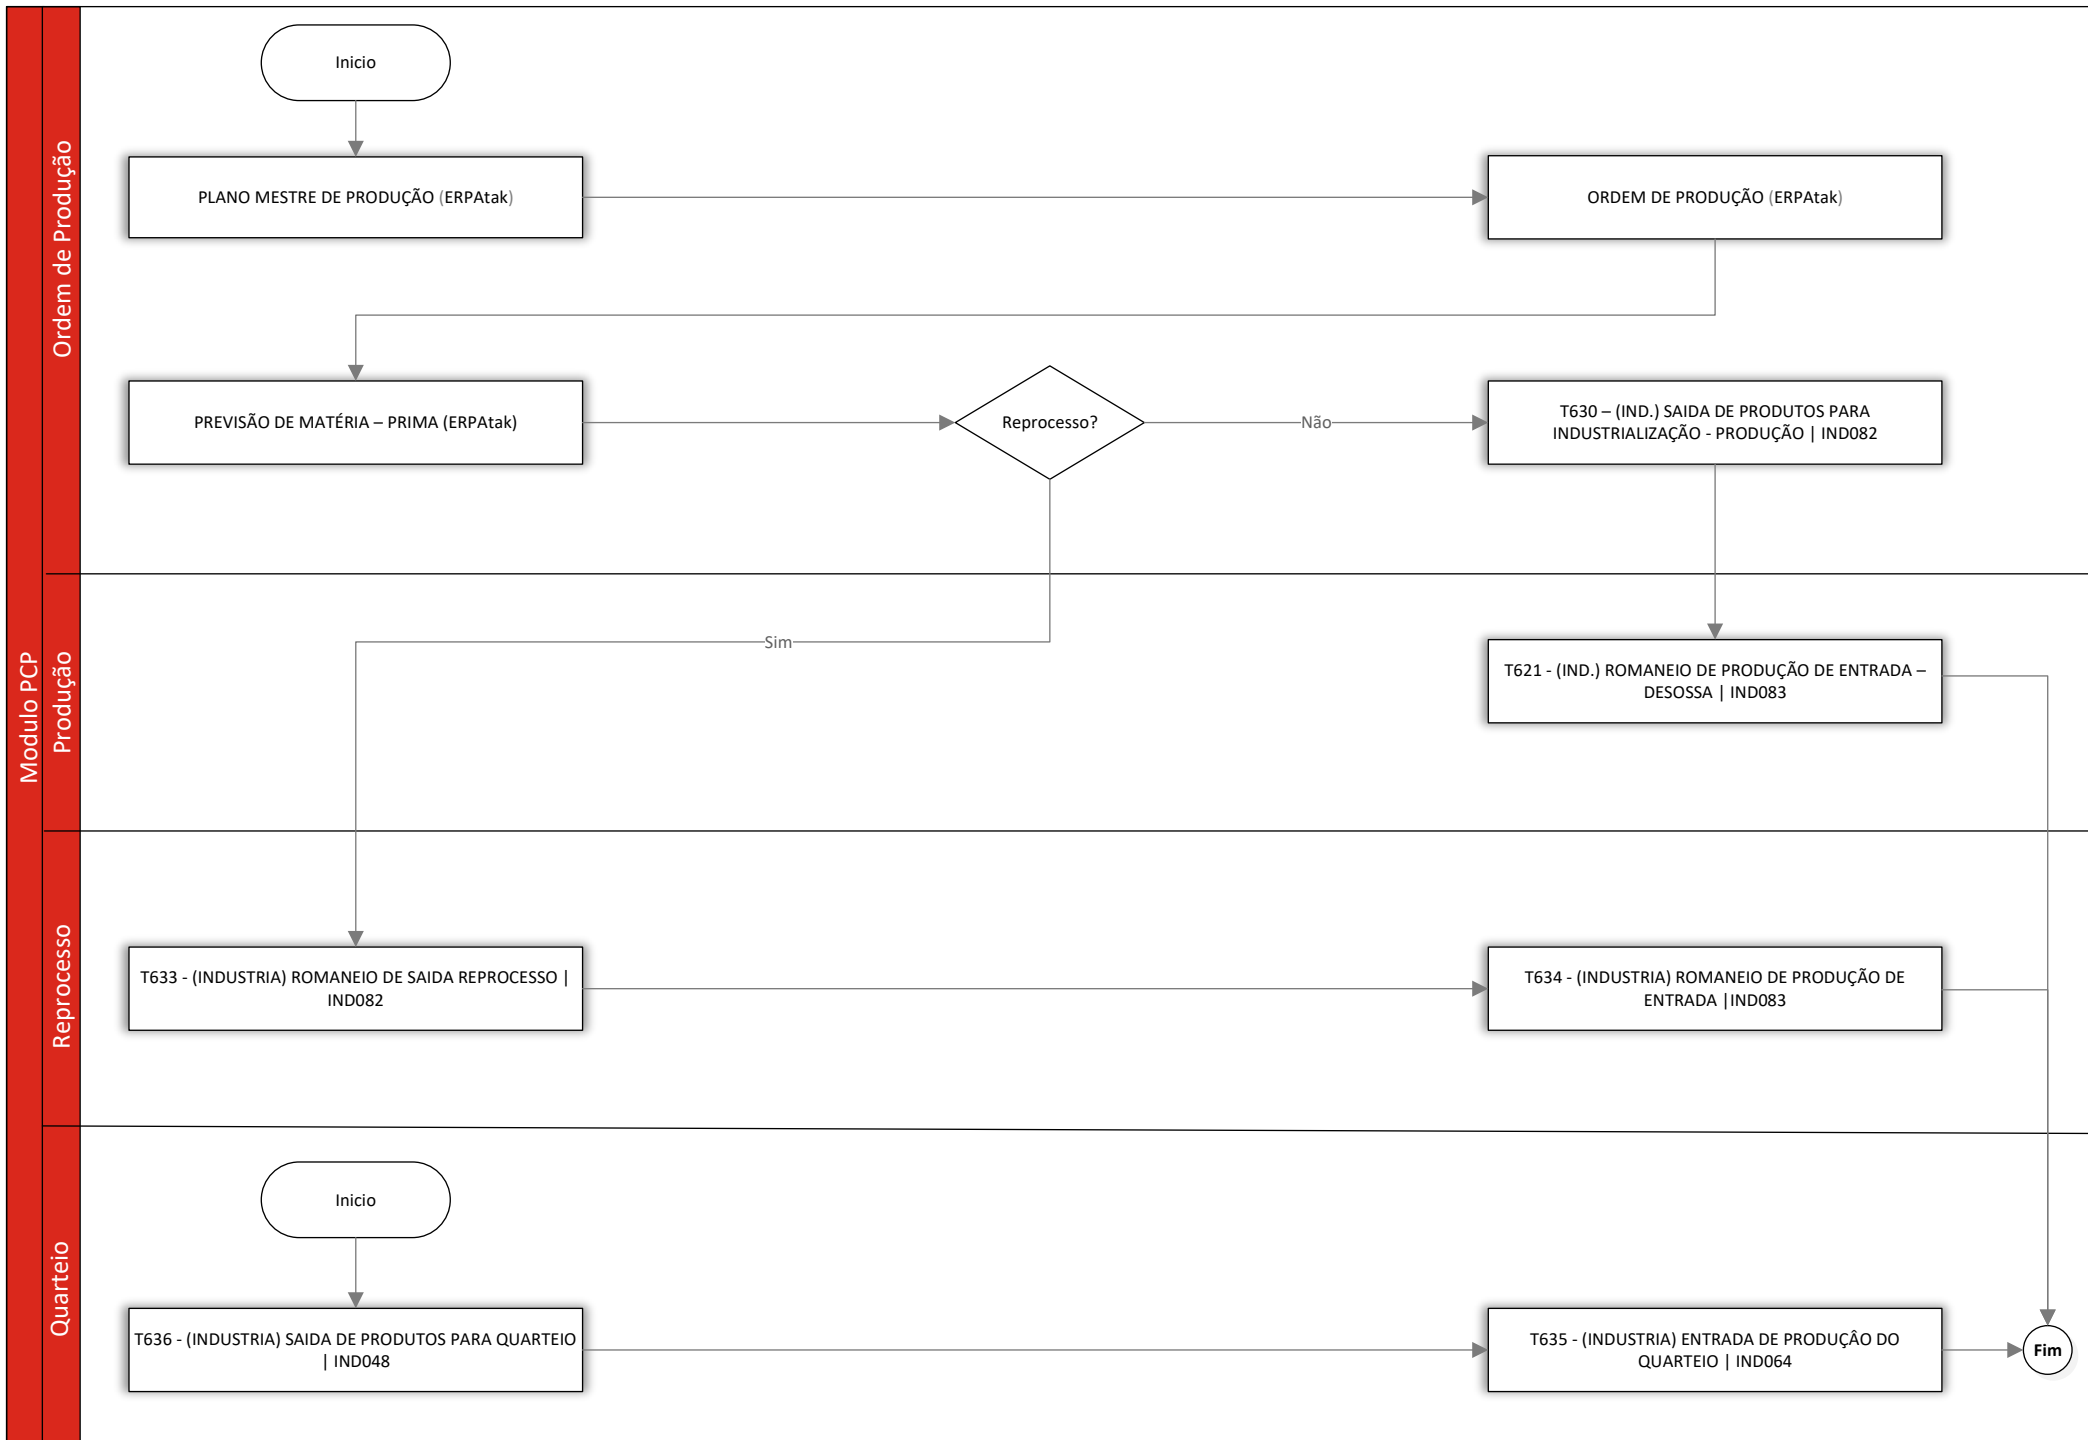 Modulo PCP
Ordem de Produção
Inicio
PLANO MESTRE DE PRODUÇÃO (ERPAtak)
ORDEM DE PRODUÇÃO (ERPAtak)
PREVISÃO DE MATÉRIA – PRIMA (ERPAtak)
Reprocesso?
Não
T630 – (IND.) SAIDA DE PRODUTOS PARA
INDUSTRIALIZAÇÃO - PRODUÇÃO | IND082
Produção
Sim
T621 - (IND.) ROMANEIO DE PRODUÇÃO DE ENTRADA –
DESOSSA | IND083
Reprocesso
T633 - (INDUSTRIA) ROMANEIO DE SAIDA REPROCESSO |
IND082
T634 - (INDUSTRIA) ROMANEIO DE PRODUÇÃO DE
ENTRADA |IND083
Quarteio
Inicio
T636 - (INDUSTRIA) SAIDA DE PRODUTOS PARA QUARTEIO
| IND048
T635 - (INDUSTRIA) ENTRADA DE PRODUÇÂO DO
QUARTEIO | IND064
Fim